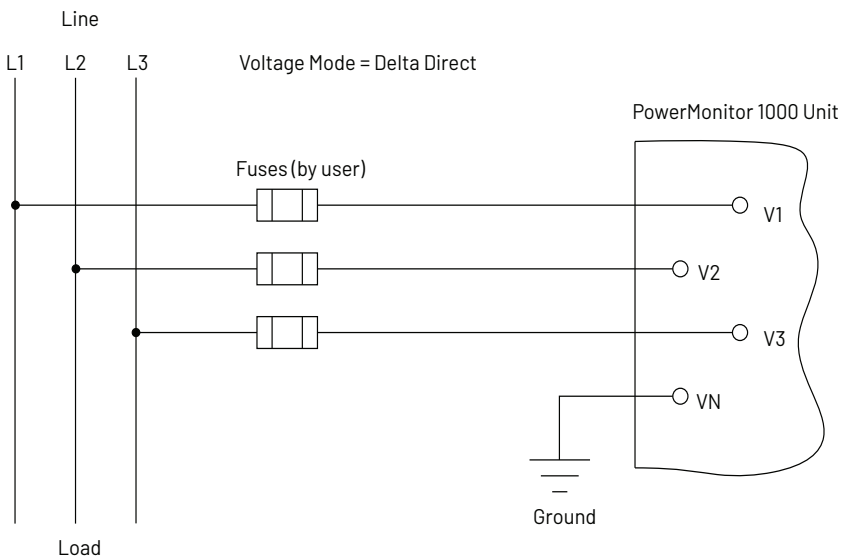 Line
L1 L2 L3 Voltage Mode = Delta Direct
PowerMonitor 1000 Unit
Fuses (by user)
V1
V2
V3
VN
Ground
Load